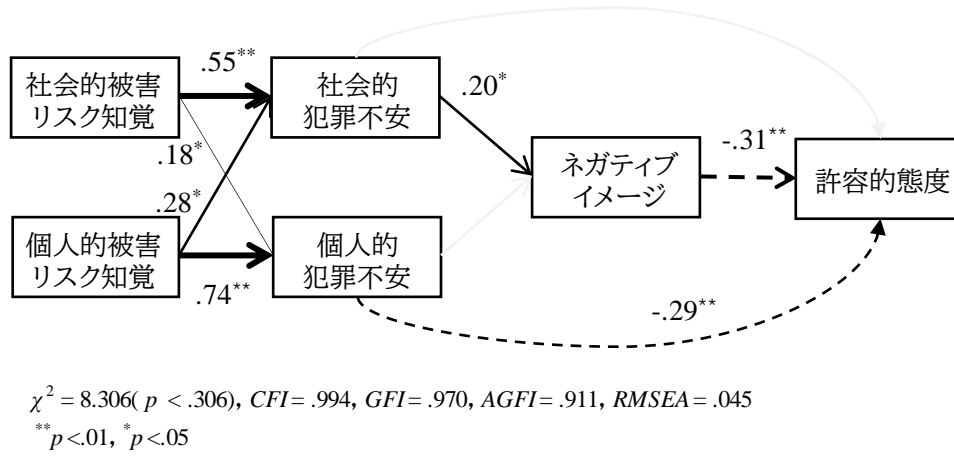 .55**
社会的被害
リスク知覚
社会的
犯罪不安
.20*
.18*
ネガティブ
イメージ
-.31**
許容的態度
.28*
個人的被害
リスク知覚
個人的
犯罪不安
.74**
-.29**
χ² = 8.306( p < .306), CFI = .994, GFI = .970, AGFI = .911, RMSEA = .045
**p<.01, *p<.05